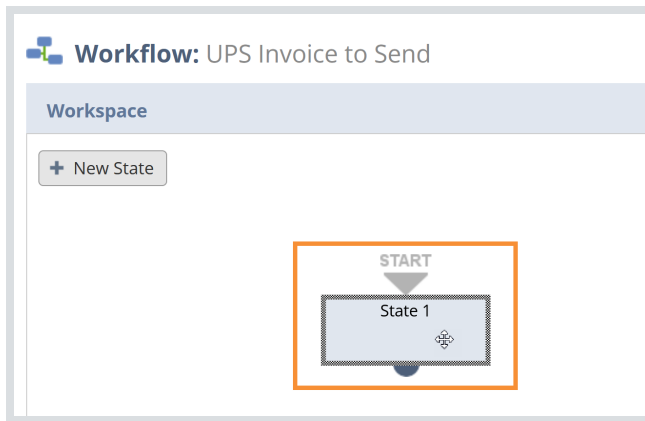 Workflow: UPS Invoice to Send
Workspace
New State
START
State 1